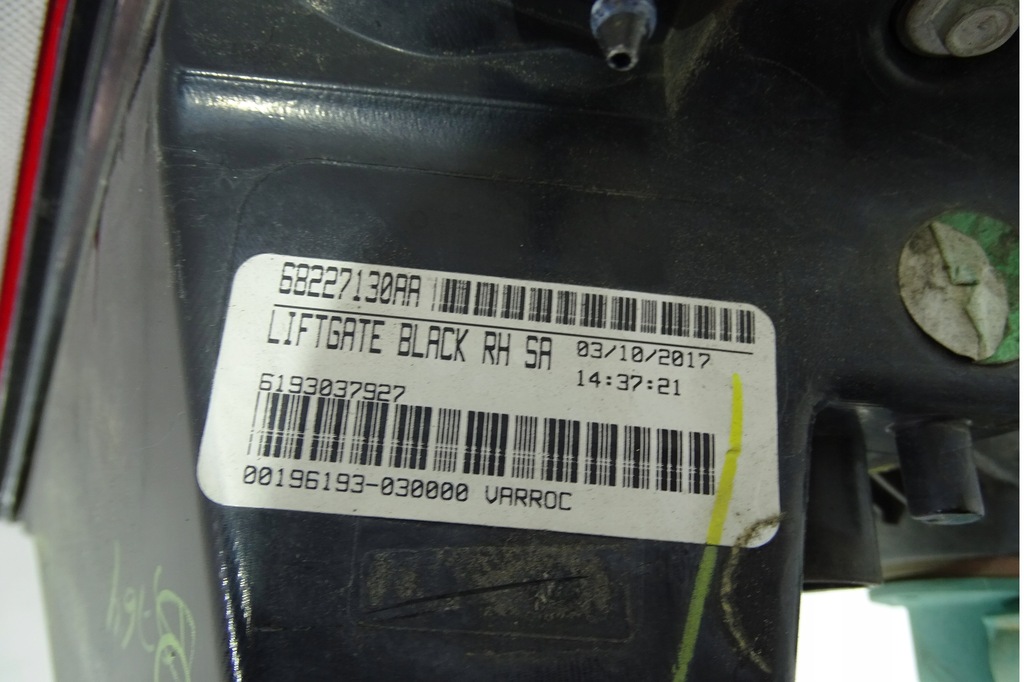 68227130AA
LIFTGATE BLACK RH SA
03/10/2017
14:37:21
6193037927
00196193-030000 VARROC